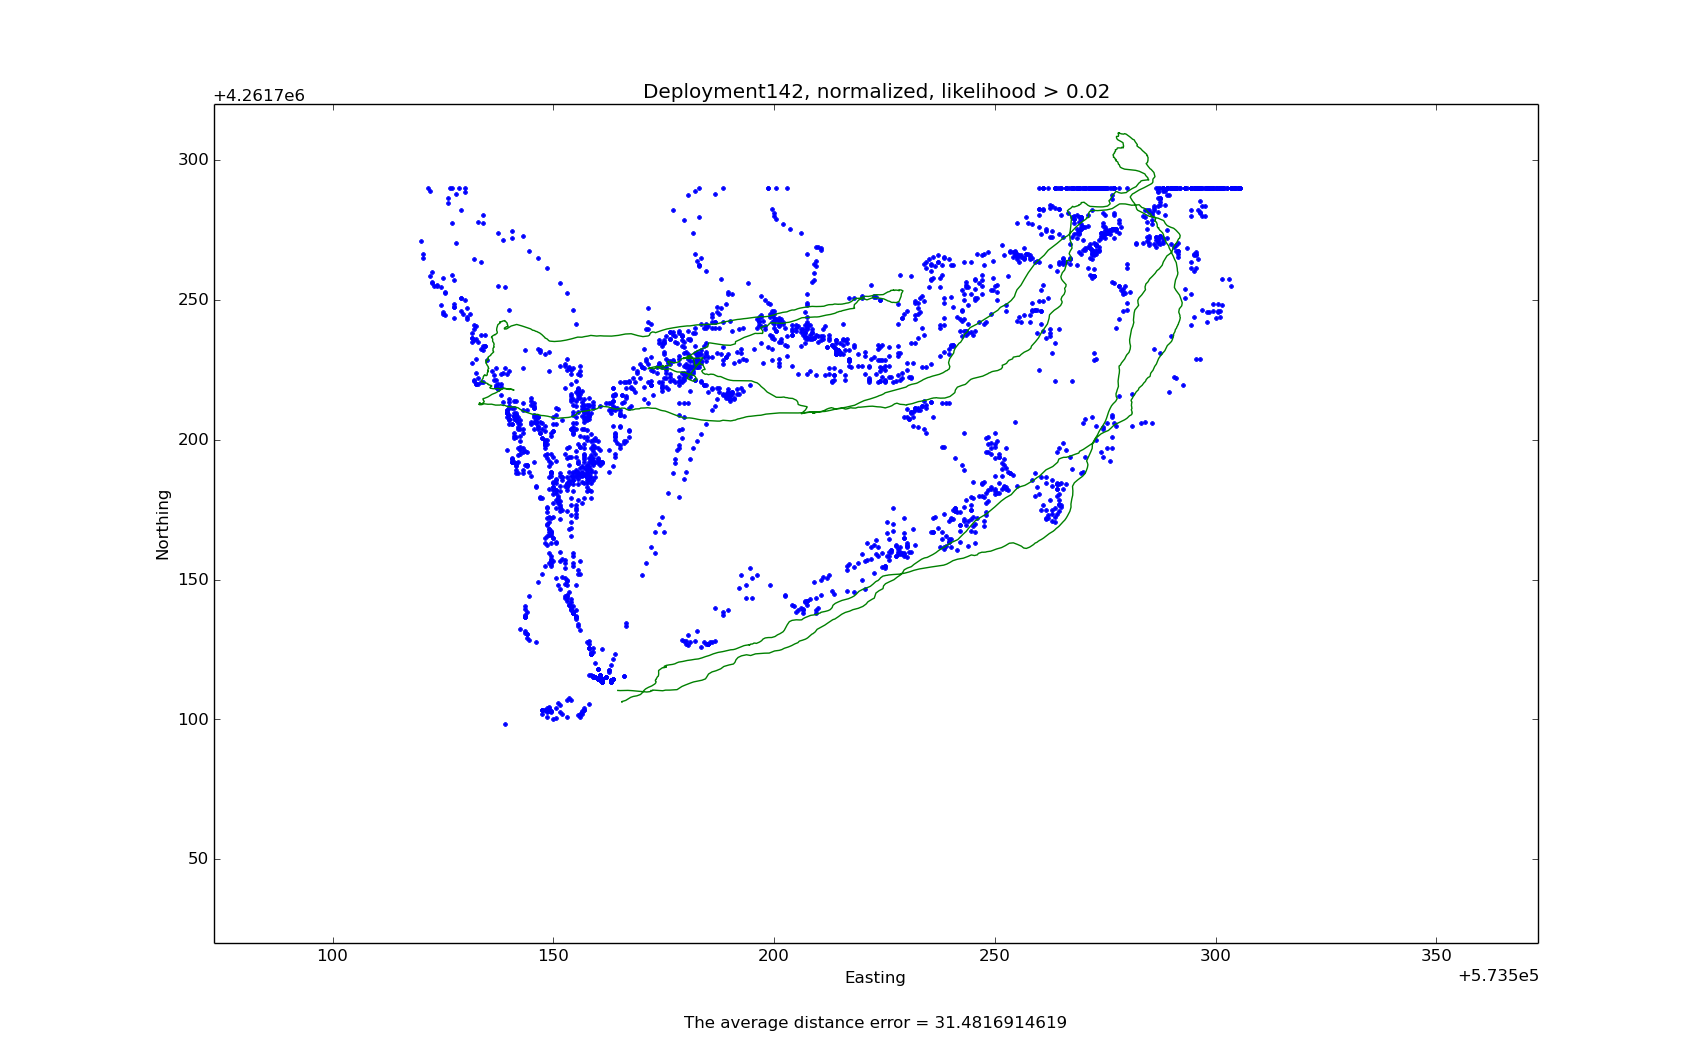 Deployment142, normalized, likelihood > 0.02
+4.2617e6
300
250
200
150
100
50
Northing
100 150 200 250 300 350
Easting
+5.735e5
The average distance error = 31.4816914619